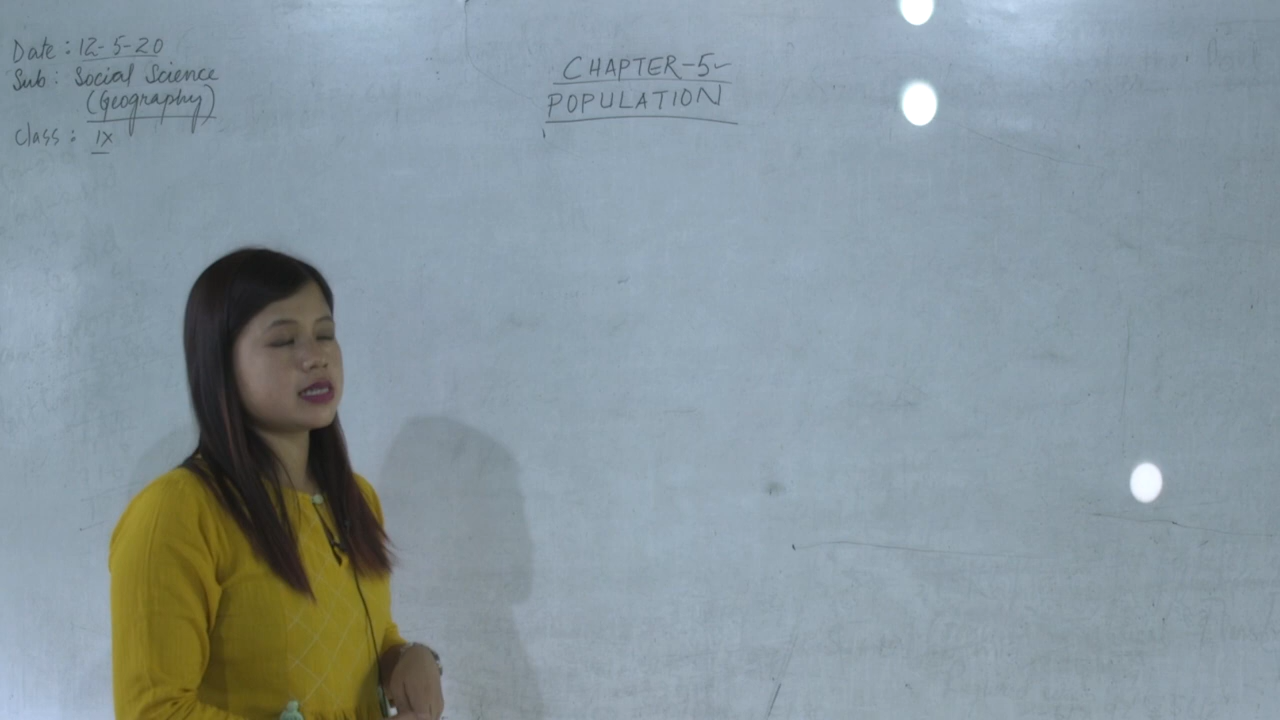 Date : 12-5-20
Sub : Social Science
(Geography)
Class : IX
CHAPTER-5
POPULATION